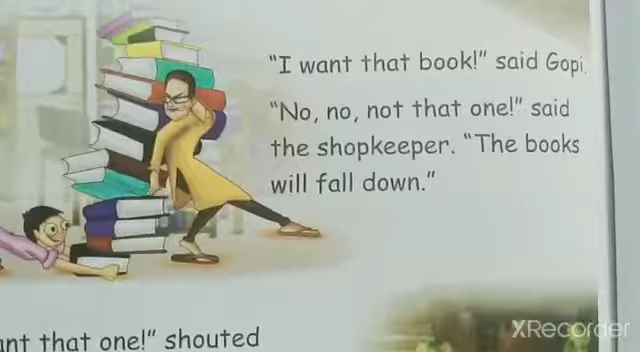 "I want that book!" said Gopi.
"No, no, not that one!" said
the shopkeeper. "The books
will fall down."
that one!" shouted
XRecorder